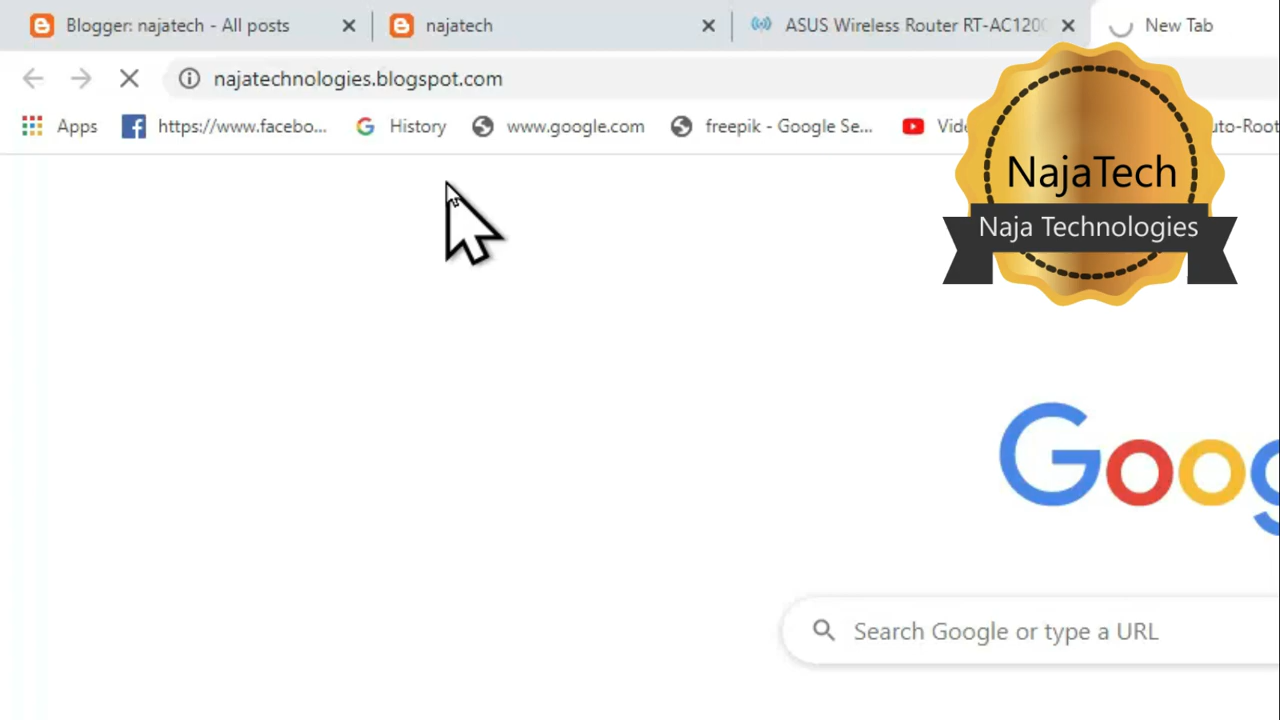 Blogger: najatech - All posts
najatech
ASUS Wireless Router RT-AC120
New Tab
najatechnologies.blogspot.com
Apps
https://www.facebo...
History
www.google.com
freepik - Google Se...
Vid
uto-Root
NajaTech
Naja Technologies
Goog
Search Google or type a URL